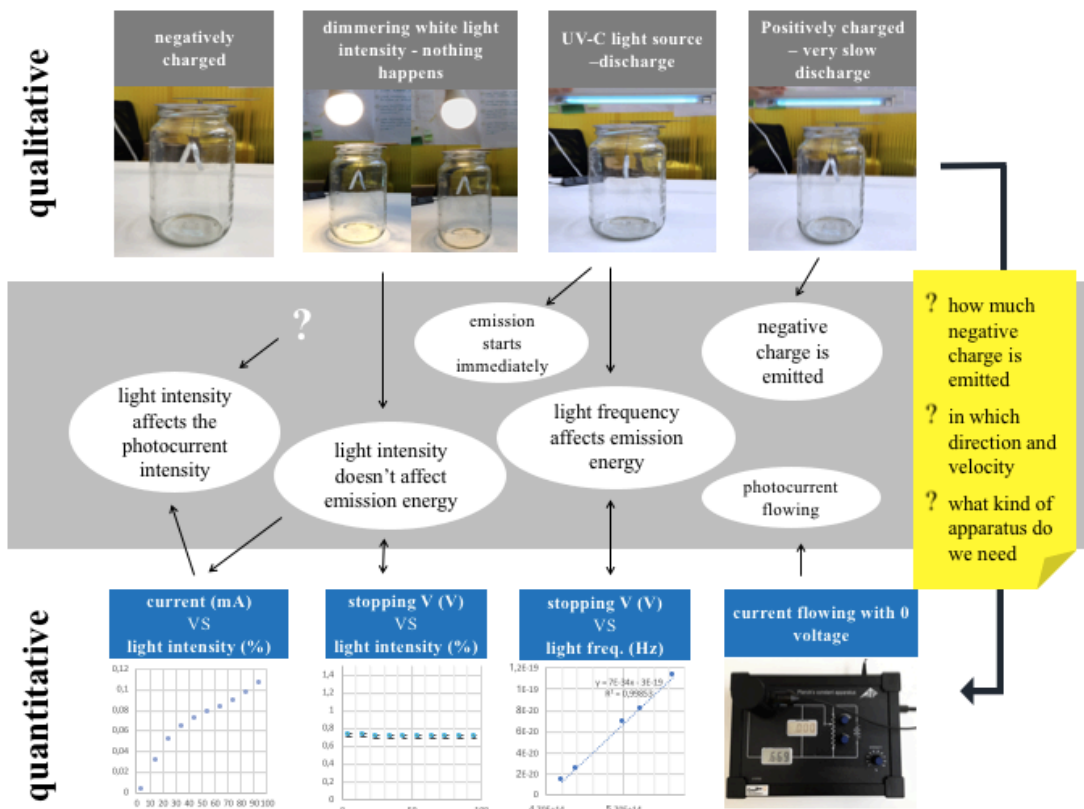 qualitative
negatively
charged
dimmering white light
intensity - nothing
happens
UV-C light source
–discharge
Positively charged
– very slow
discharge
?
emission
starts
immediately
negative
charge is
emitted
light intensity
affects the
photocurrent
intensity
light intensity
doesn't affect
emission energy
light frequency
affects emission
energy
photocurrent
flowing
? how much
negative
charge is
emitted
? in which
direction and
velocity
? what kind of
apparatus do
we need
quantitative
current (mA)
VS
light intensity (%)
0,12
0,1
0,08
0,06
0,04
0,02
0
0 10 20 30 40 50 60 70 80 90 100
stopping V (V)
VS
light intensity (%)
1,4
1,2
1
0,8
0,6
0,4
0,2
0
stopping V (V)
VS
light freq. (Hz)
1,2E-19
1E-19
8E-20
6E-20
4E-20
2E-20
0
y = 7E-34x - 3E-19
current flowing with 0
voltage